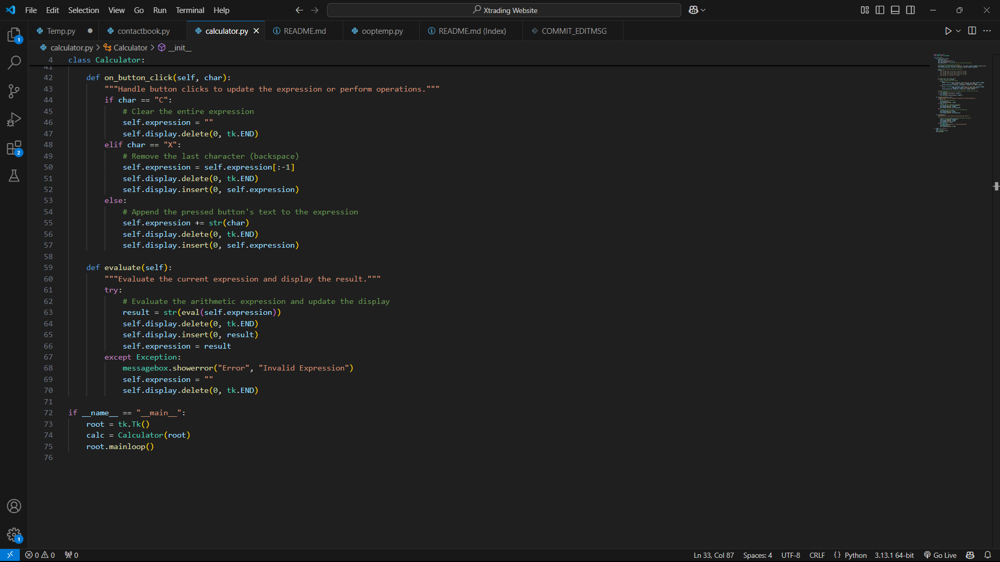 File Edit Selection View Go Run Terminal Help
Xtrading Website
Temp.py
contactbook.py
calculator.py
README.md
ooptemp.py
README.md (Index)
COMMIT_EDITMSG
calculator.py > Calculator > __init__
4 class Calculator:
41
42 def on_button_click(self, char):
43 """Handle button clicks to update the expression or perform operations."""
44 if char == "C":
45 # Clear the entire expression
46 self.expression = ""
47 self.display.delete(0, tk.END)
48 elif char == "X":
49 # Remove the last character (backspace)
50 self.expression = self.expression[:-1]
51 self.display.delete(0, tk.END)
52 self.display.insert(0, self.expression)
53 else:
54 # Append the pressed button's text to the expression
55 self.expression += str(char)
56 self.display.delete(0, tk.END)
57 self.display.insert(0, self.expression)
58
59 def evaluate(self):
60 """Evaluate the current expression and display the result."""
61 try:
62 # Evaluate the arithmetic expression and update the display
63 result = str(eval(self.expression))
64 self.display.delete(0, tk.END)
65 self.display.insert(0, result)
66 self.expression = result
67 except Exception:
68 messagebox.showerror("Error", "Invalid Expression")
69 self.expression = ""
70 self.display.delete(0, tk.END)
71
72 if __name__ == "__main__":
73 root = tk.Tk()
74 calc = Calculator(root)
75 root.mainloop()
76
1
2
1
0 0 0
Ln 33, Col 87 Spaces: 4 UTF-8 CRLF {} Python 3.13.1 64-bit Go Live